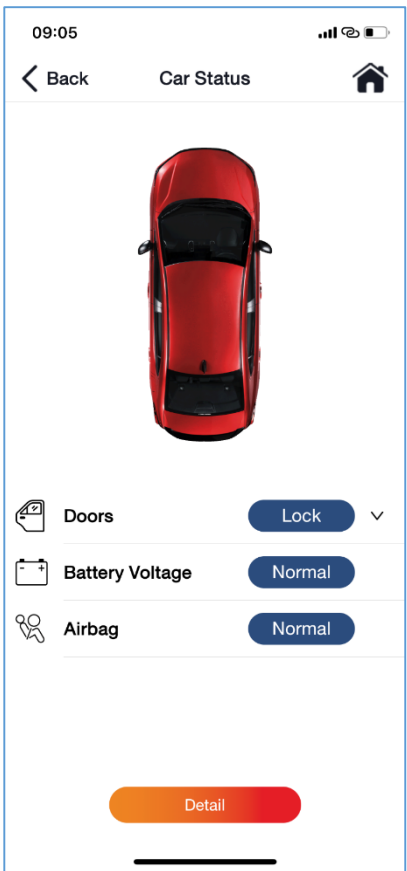 09:05
Back Car Status
Doors Lock
Battery Voltage Normal
Airbag Normal
Detail